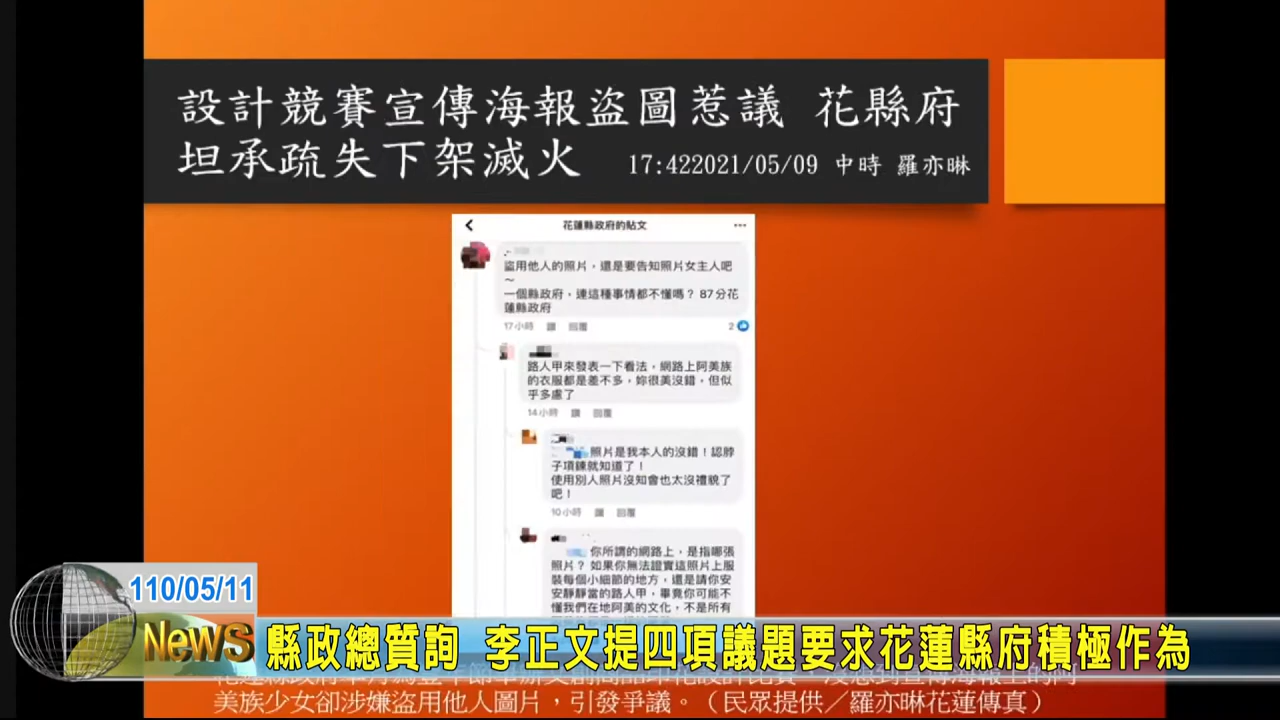 設計競賽宣傳海報盜圖惹議 花縣府
坦承疏失下架滅火 17:422021/05/09 中時 羅亦晽
花蓮縣政府的貼文
盜用他人的照片，還是要告知照片女主人吧
～
一個縣政府，連這種事情都不懂嗎？87分花
蓮縣政府
17小時 讚 回覆 2
路人甲來發表一下看法，網路上阿美族
的衣服都是差不多，妳很美沒錯，但似
乎多慮了
14小時 讚 回覆
照片是我本人的沒錯！認脖
子項鍊就知道了！
使用別人照片沒知會也太沒禮貌了
吧！
10小時 讚 回覆
你所謂的網路上，是指哪張
照片？如果你無法證實這照片上服
裝每個小細節的地方，還是請你安
安靜靜當的路人甲，畢竟你可能不
懂我們在地阿美的文化，不是所有
110/05/11
NewS
縣政總質詢 李正文提四項議題要求花蓮縣府積極作為
美族少女卻涉嫌盜用他人圖片，引發爭議。（民眾提供／羅亦晽花蓮傳真）